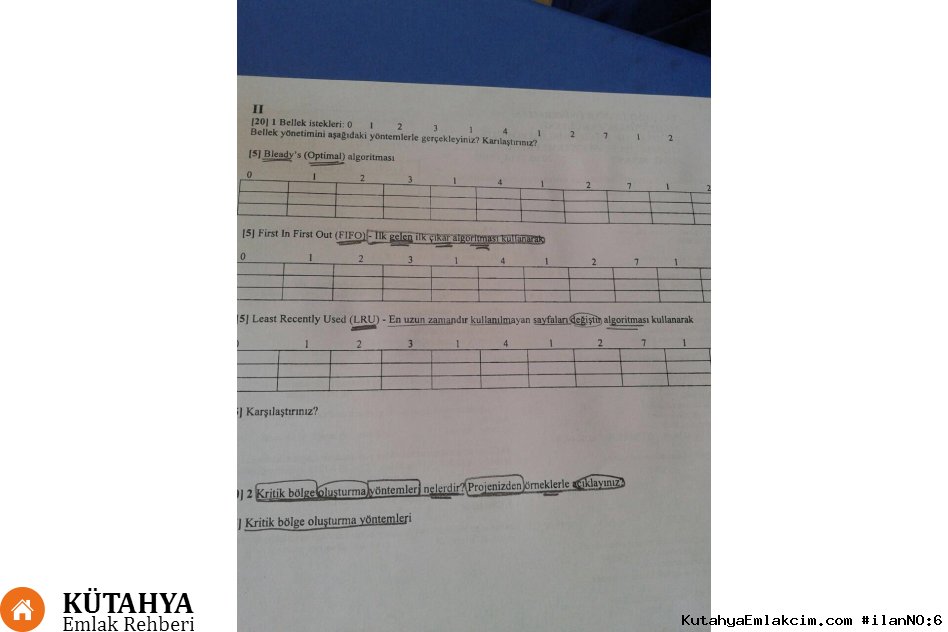 II
[20] 1 Bellek istekleri: 0 1 2 3 1 4 1 2 7 1 2
Bellek yönetimini aşağıdaki yöntemlerle gerçekleyiniz? Karılaştırınız?
[5] Bleady's (Optimal) algoritması
0 1 2 3 1 4 1 2 7 1 2
[5] First In First Out (FIFO) - İlk gelen ilk çıkar algoritması kullanarak
0 1 2 3 1 4 1 2 7 1
5] Least Recently Used (LRU) - En uzun zamandır kullanılmayan sayfaları değiştir algoritması kullanarak
1 2 3 1 4 1 2 7 1
] Karşılaştırınız?
] 2 Kritik bölge oluşturma yöntemleri nelerdir? Projenizden örneklerle açıklayınız?
] Kritik bölge oluşturma yöntemleri
KÜTAHYA
Emlak Rehberi
KutahyaEmlakcim.com #ilanNO:6